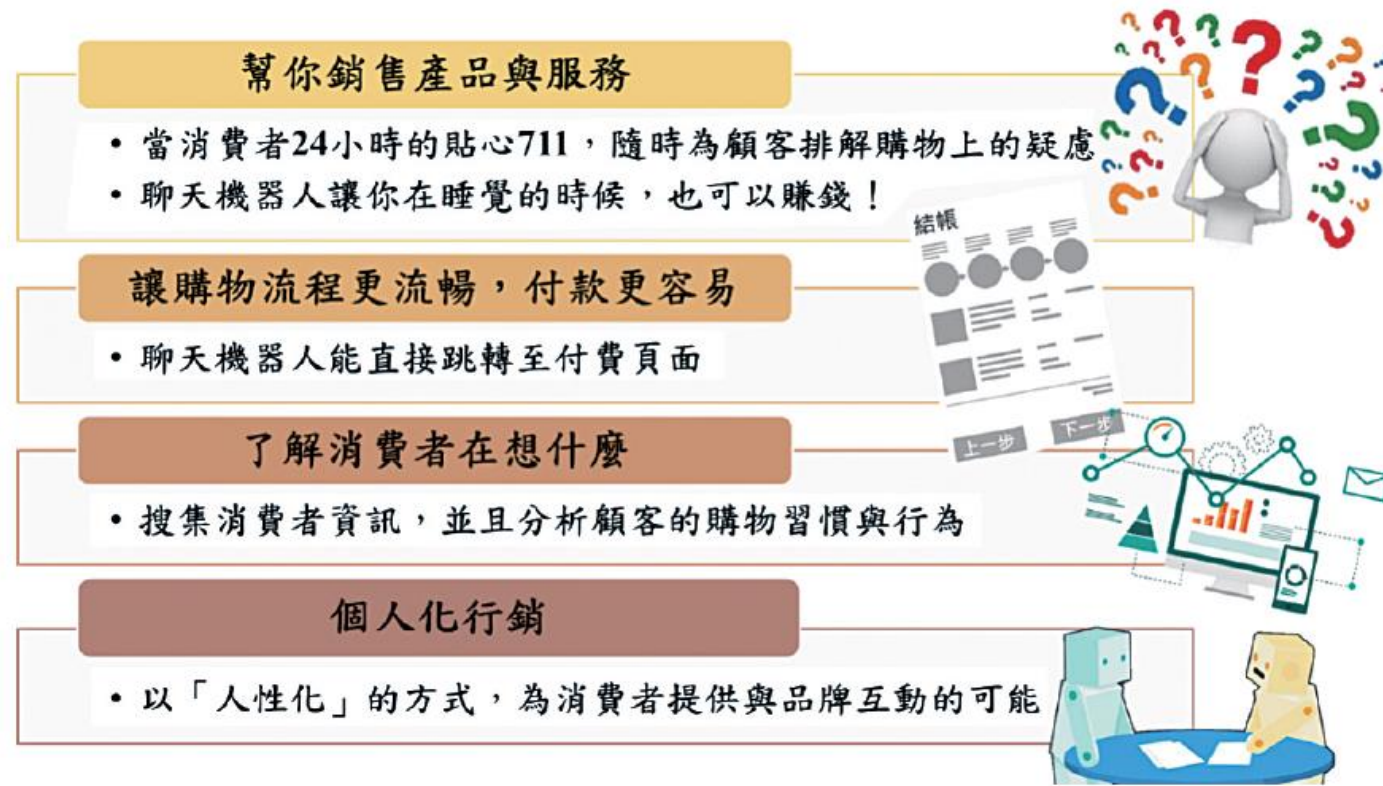 幫你銷售產品與服務
• 當消費者24小時的貼心711，隨時為顧客排解購物上的疑慮
• 聊天機器人讓你在睡覺的時候，也可以賺錢！
結帳
讓購物流程更流暢，付款更容易
• 聊天機器人能直接跳轉至付費頁面
上一步
下一步
了解消費者在想什麼
• 搜集消費者資訊，並且分析顧客的購物習慣與行為
個人化行銷
• 以「人性化」的方式，為消費者提供與品牌互動的可能